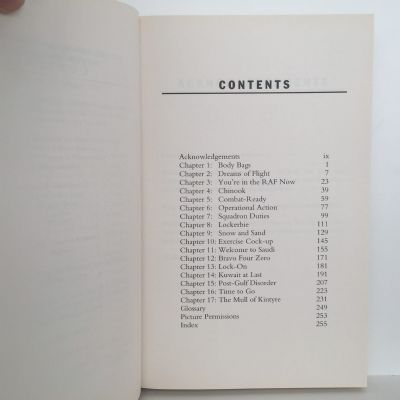 CONTENTS
Acknowledgements ix
Chapter 1: Body Bags 1
Chapter 2: Dreams of Flight 7
Chapter 3: You're in the RAF Now 23
Chapter 4: Chinook 39
Chapter 5: Combat-Ready 59
Chapter 6: Operational Action 77
Chapter 7: Squadron Duties 99
Chapter 8: Lockerbie 111
Chapter 9: Snow and Sand 129
Chapter 10: Exercise Cock-up 145
Chapter 11: Welcome to Saudi 155
Chapter 12: Bravo Four Zero 171
Chapter 13: Lock-On 181
Chapter 14: Kuwait at Last 191
Chapter 15: Post-Gulf Disorder 207
Chapter 16: Time to Go 223
Chapter 17: The Mull of Kintyre 231
Glossary 249
Picture Permissions 253
Index 255